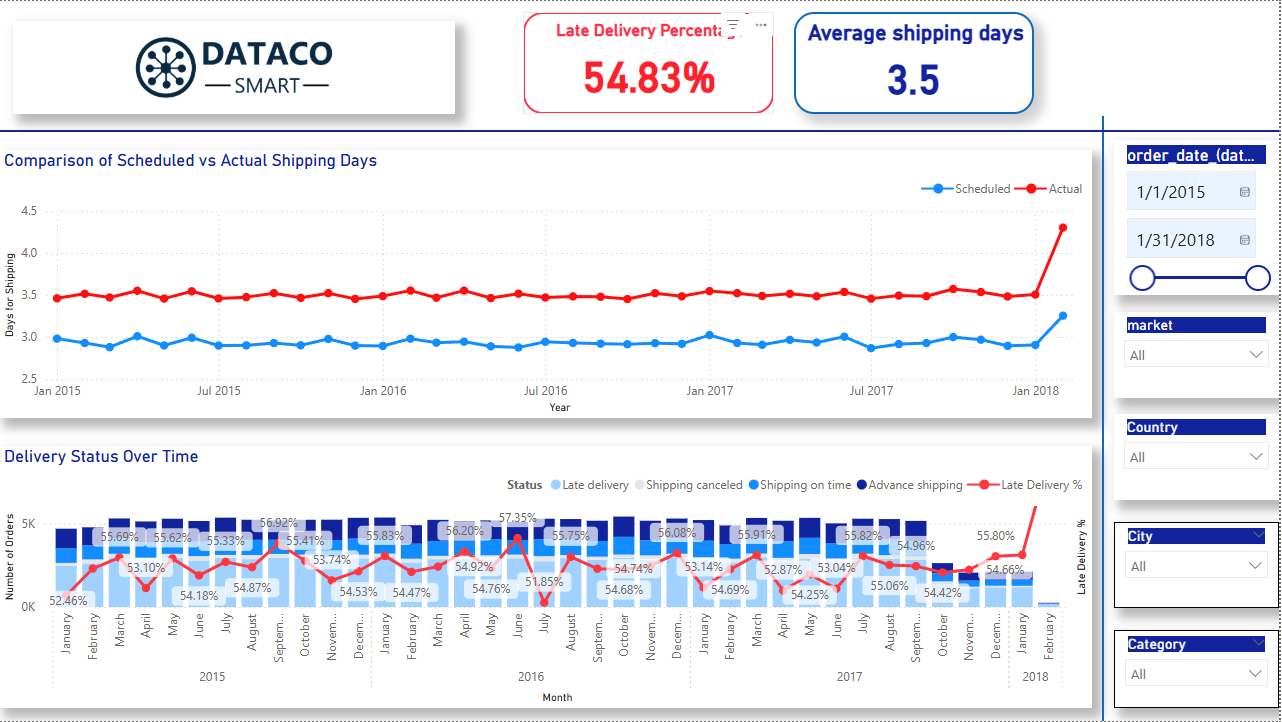 DATACO
SMART
Late Delivery Percentag
54.83%
Average shipping days
3.5
Comparison of Scheduled vs Actual Shipping Days
Scheduled Actual
4.5
4.0
3.5
3.0
2.5
Days for Shipping
Jan 2015 Jul 2015 Jan 2016 Jul 2016 Jan 2017 Jul 2017 Jan 2018
Year
Delivery Status Over Time
Status Late delivery Shipping canceled Shipping on time Advance shipping Late Delivery %
5K
0K
Number of Orders
Late Delivery %
52.46% 55.69% 53.10% 55.62% 54.18% 55.33% 54.87% 56.92% 55.41% 53.74% 54.53% 55.83% 54.47% 56.20% 54.92% 54.76% 57.35% 51.85% 55.75% 54.68% 54.74% 56.08% 53.14% 54.69% 55.91% 52.87% 54.25% 53.04% 55.82% 55.06% 54.96% 54.42% 55.80% 54.66%
January February March April May June July August Septem... October Novem... Decem... January February March April May June July August Septem... October Novem... Decem... January February March April May June July August Septem... October Novem... Decem... January February
2015 2016 2017 2018
Month
order_date_(dat...
1/1/2015
1/31/2018
market
All
Country
All
City
All
Category
All